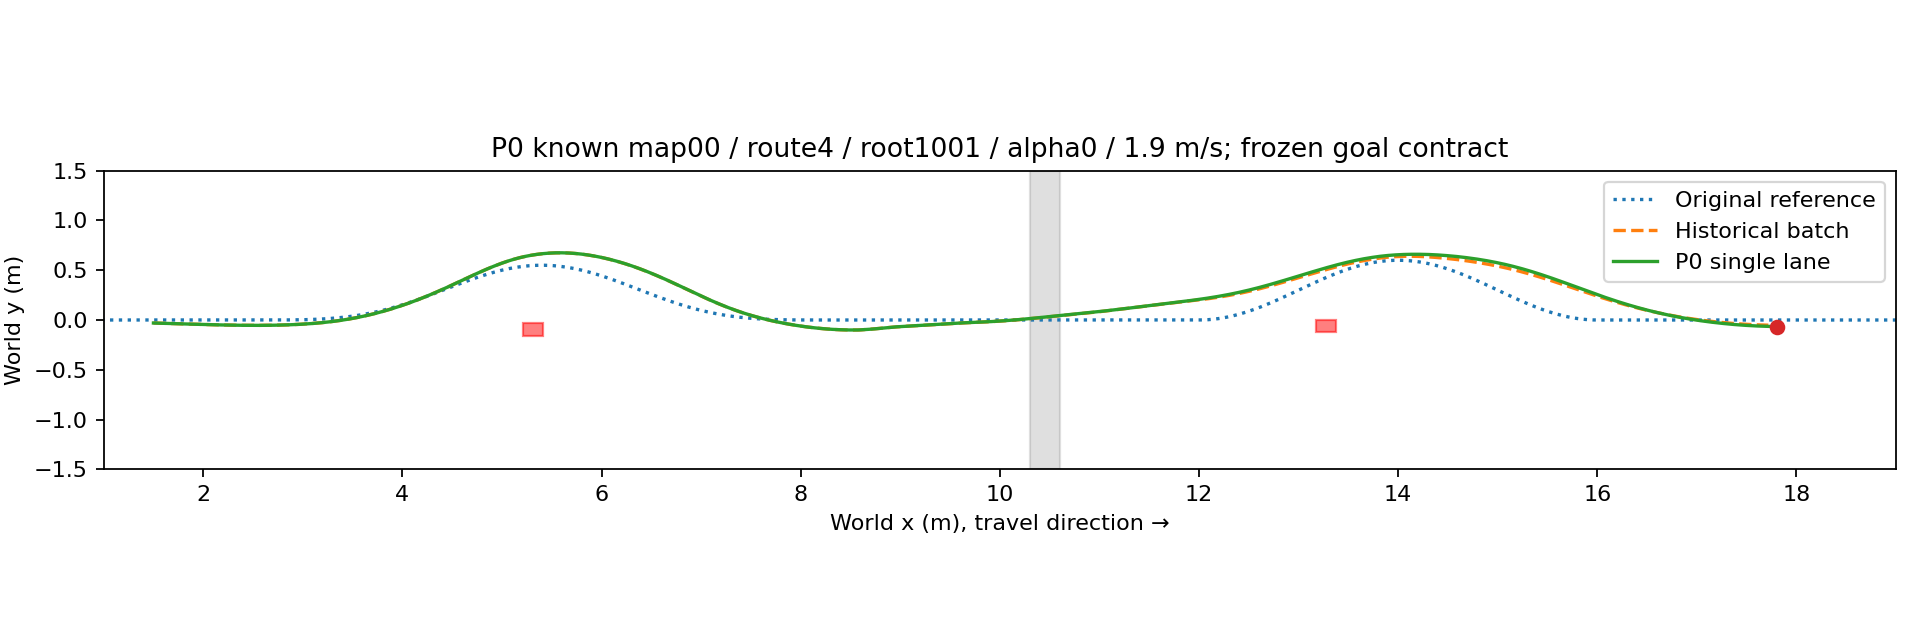 P0 known map00 / route4 / root1001 / alpha0 / 1.9 m/s; frozen goal contract
1.5
1.0
0.5
0.0
−0.5
−1.0
−1.5
World y (m)
Original reference
Historical batch
P0 single lane
2
4
6
8
10
12
14
16
18
World x (m), travel direction →